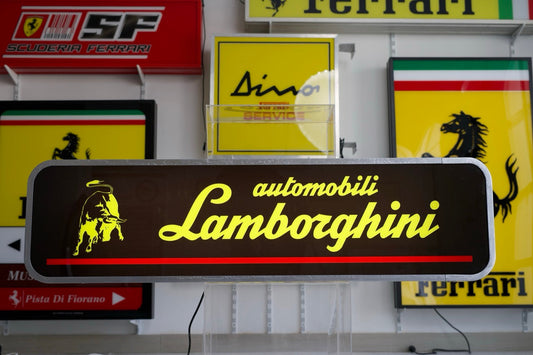 SF
SCUDERIA FERRARI
Ferrari
Dino
SERVICE
automobili
Lamborghini
Pista Di Fiorano
Ferrari